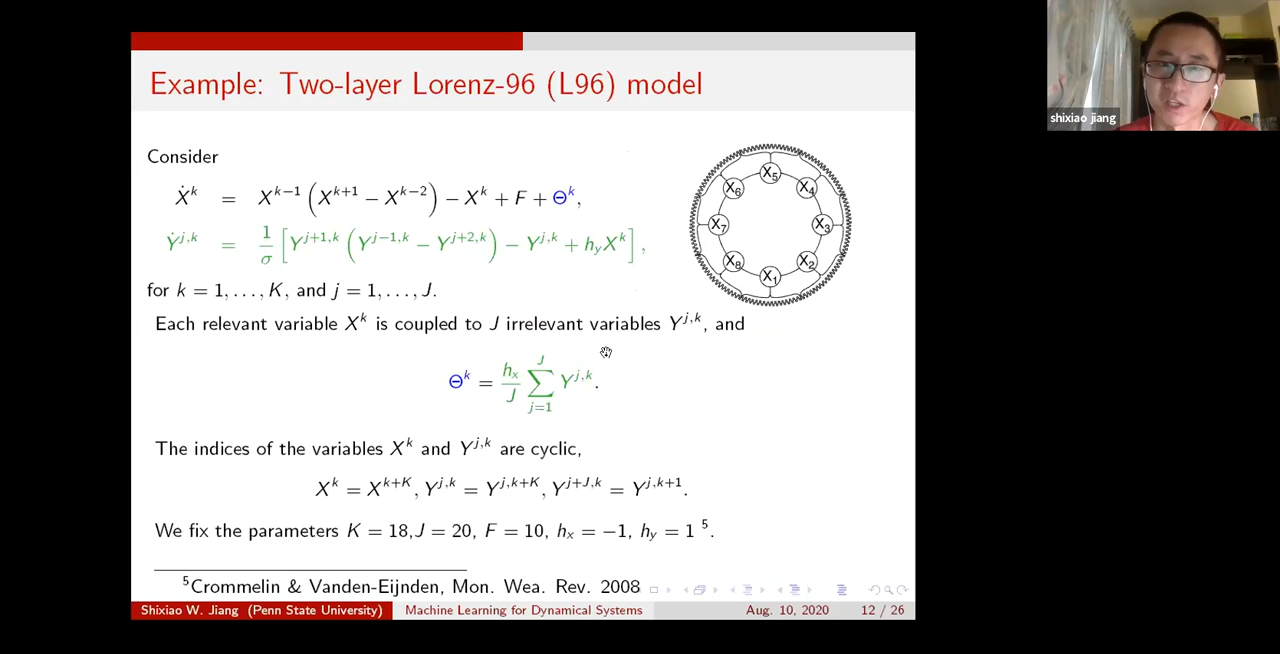 Example: Two-layer Lorenz-96 (L96) model
Consider
Ẋ^k = X^{k−1} (X^{k+1} − X^{k−2}) − X^k + F + Θ^k,
Ẏ^{j,k} = 1/σ [Y^{j+1,k} (Y^{j−1,k} − Y^{j+2,k}) − Y^{j,k} + h_y X^k],
for k = 1, . . . , K, and j = 1, . . . , J.
X₅
X₆
X₄
X₇
X₃
X₈
X₂
X₁
Each relevant variable X^k is coupled to J irrelevant variables Y^{j,k}, and
Θ^k = h_x/J ∑_{j=1}^{J} Y^{j,k}.
The indices of the variables X^k and Y^{j,k} are cyclic,
X^k = X^{k+K}, Y^{j,k} = Y^{j,k+K}, Y^{j+J,k} = Y^{j,k+1}.
We fix the parameters K = 18, J = 20, F = 10, h_x = −1, h_y = 1 ⁵.
⁵Crommelin & Vanden-Eijnden, Mon. Wea. Rev. 2008
Shixiao W. Jiang (Penn State University) Machine Learning for Dynamical Systems Aug. 10, 2020 12 / 26
shixiao jiang